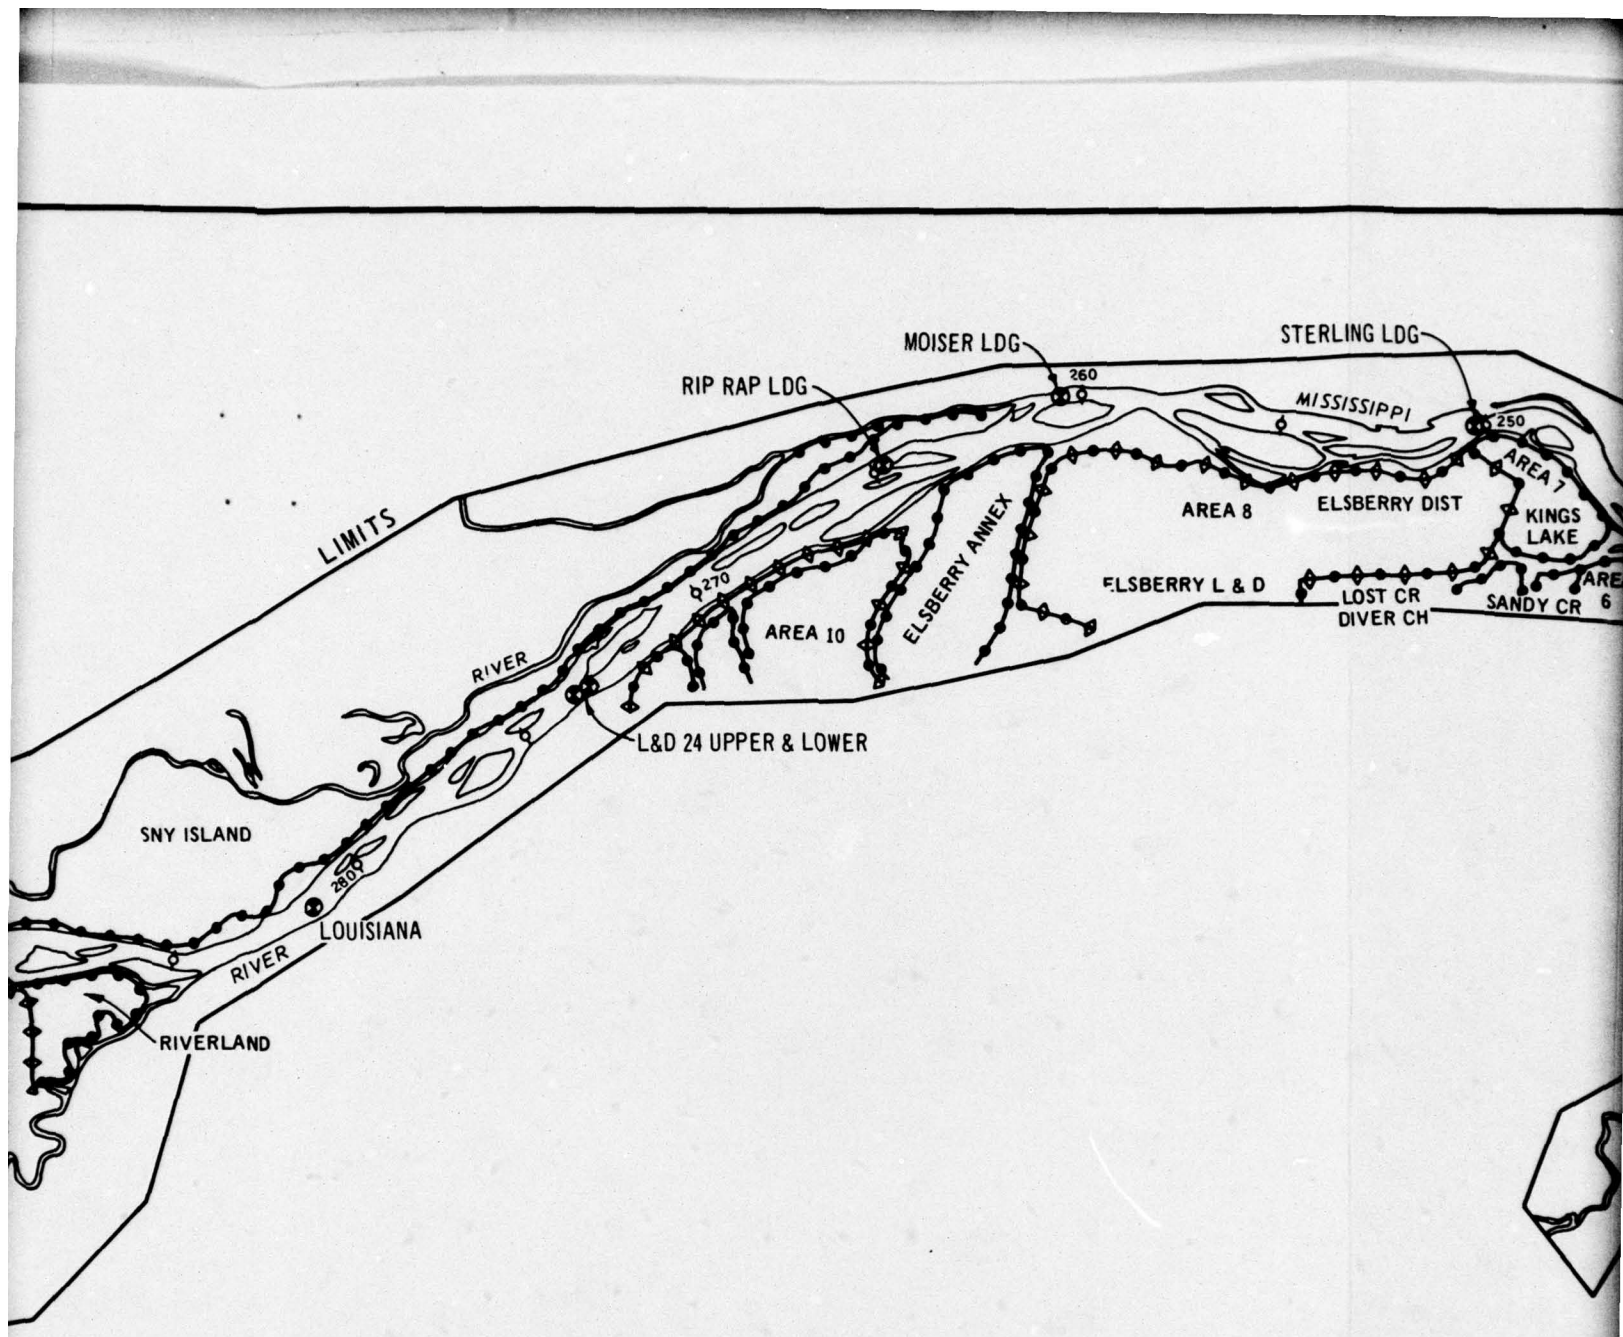 STERLING LDG
MOISER LDG
260
RIP RAP LDG
MISSISSIPPI
250
AREA 7
LIMITS
AREA 8
ELSBERRY DIST
KINGS
LAKE
ELSBERRY ANNEX
270
ELSBERRY L & D
LOST CR
DIVER CH
SANDY CR
ARE
6
AREA 10
RIVER
L&D 24 UPPER & LOWER
SNY ISLAND
280
LOUISIANA
RIVER
RIVERLAND